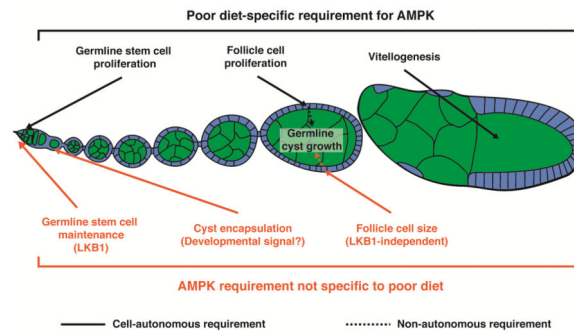 Poor diet-specific requirement for AMPK
Germline stem cell
proliferation
Follicle cell
proliferation
Vitellogenesis
Germline
cyst growth
Germline stem cell
maintenance
(LKB1)
Cyst encapsulation
(Developmental signal?)
Follicle cell size
(LKB1-independent)
AMPK requirement not specific to poor diet
Cell-autonomous requirement
Non-autonomous requirement